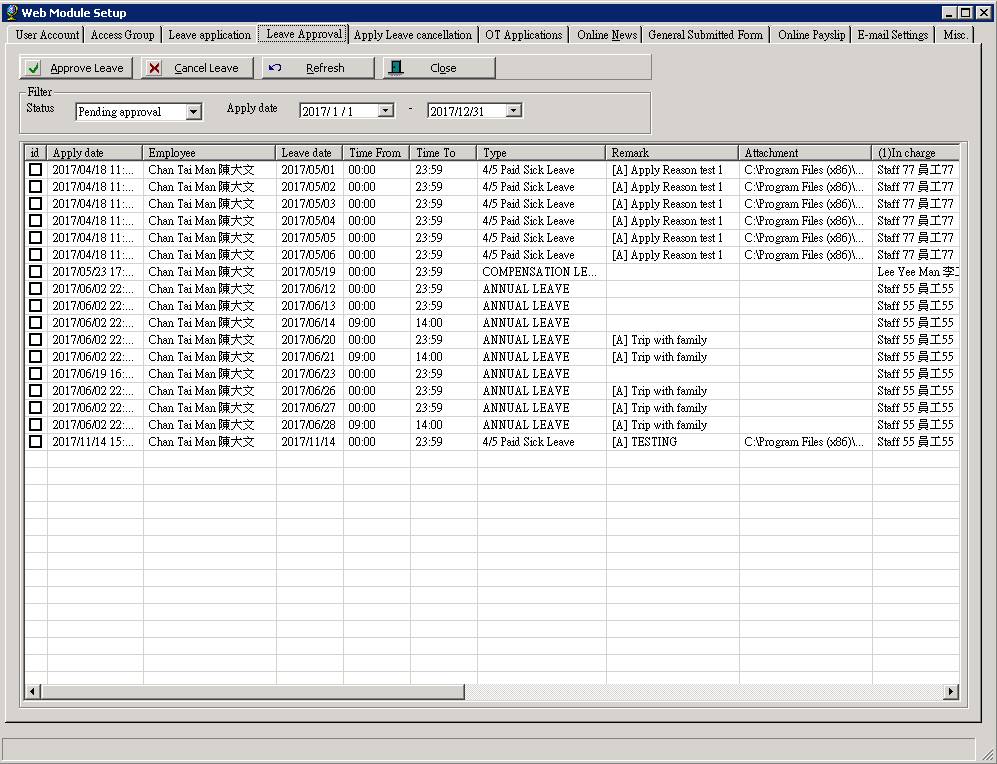 Web Module Setup
User Account Access Group Leave application Leave Approval Apply Leave cancellation OT Applications Online News General Submitted Form Online Payslip E-mail Settings Misc.
Approve Leave Cancel Leave Refresh Close
Filter
Status Pending approval Apply date 2017/ 1 / 1 - 2017/12/31
id Apply date Employee Leave date Time From Time To Type Remark Attachment (1)In charge
2017/04/18 11:... Chan Tai Man 陳大文 2017/05/01 00:00 23:59 4/5 Paid Sick Leave [A] Apply Reason test 1 C:\Program Files (x86)\... Staff 77 員工77
2017/04/18 11:... Chan Tai Man 陳大文 2017/05/02 00:00 23:59 4/5 Paid Sick Leave [A] Apply Reason test 1 C:\Program Files (x86)\... Staff 77 員工77
2017/04/18 11:... Chan Tai Man 陳大文 2017/05/03 00:00 23:59 4/5 Paid Sick Leave [A] Apply Reason test 1 C:\Program Files (x86)\... Staff 77 員工77
2017/04/18 11:... Chan Tai Man 陳大文 2017/05/04 00:00 23:59 4/5 Paid Sick Leave [A] Apply Reason test 1 C:\Program Files (x86)\... Staff 77 員工77
2017/04/18 11:... Chan Tai Man 陳大文 2017/05/05 00:00 23:59 4/5 Paid Sick Leave [A] Apply Reason test 1 C:\Program Files (x86)\... Staff 77 員工77
2017/04/18 11:... Chan Tai Man 陳大文 2017/05/06 00:00 23:59 4/5 Paid Sick Leave [A] Apply Reason test 1 C:\Program Files (x86)\... Staff 77 員工77
2017/05/23 17:... Chan Tai Man 陳大文 2017/05/19 00:00 23:59 COMPENSATION LE... Lee Yee Man 李
2017/06/02 22:... Chan Tai Man 陳大文 2017/06/12 00:00 23:59 ANNUAL LEAVE Staff 55 員工55
2017/06/02 22:... Chan Tai Man 陳大文 2017/06/13 00:00 23:59 ANNUAL LEAVE Staff 55 員工55
2017/06/02 22:... Chan Tai Man 陳大文 2017/06/14 09:00 14:00 ANNUAL LEAVE Staff 55 員工55
2017/06/02 22:... Chan Tai Man 陳大文 2017/06/20 00:00 23:59 ANNUAL LEAVE [A] Trip with family Staff 55 員工55
2017/06/02 22:... Chan Tai Man 陳大文 2017/06/21 09:00 14:00 ANNUAL LEAVE [A] Trip with family Staff 55 員工55
2017/06/19 16:... Chan Tai Man 陳大文 2017/06/23 00:00 23:59 ANNUAL LEAVE Staff 55 員工55
2017/06/02 22:... Chan Tai Man 陳大文 2017/06/26 00:00 23:59 ANNUAL LEAVE [A] Trip with family Staff 55 員工55
2017/06/02 22:... Chan Tai Man 陳大文 2017/06/27 00:00 23:59 ANNUAL LEAVE [A] Trip with family Staff 55 員工55
2017/06/02 22:... Chan Tai Man 陳大文 2017/06/28 09:00 14:00 ANNUAL LEAVE [A] Trip with family Staff 55 員工55
2017/11/14 15:... Chan Tai Man 陳大文 2017/11/14 00:00 23:59 4/5 Paid Sick Leave [A] TESTING C:\Program Files (x86)\... Staff 55 員工55